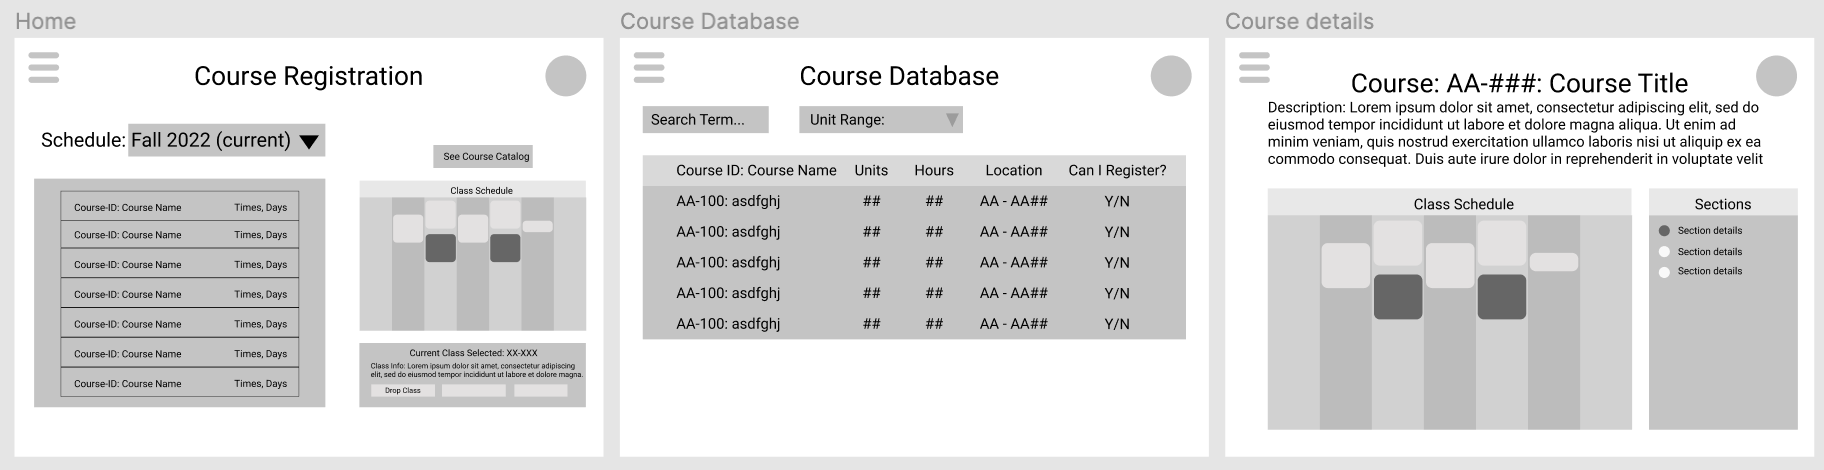 Home
Course Registration
Schedule: Fall 2022 (current)
See Course Catalog
Course-ID: Course Name Times, Days
Course-ID: Course Name Times, Days
Course-ID: Course Name Times, Days
Course-ID: Course Name Times, Days
Course-ID: Course Name Times, Days
Course-ID: Course Name Times, Days
Course-ID: Course Name Times, Days
Class Schedule
Current Class Selected: XX-XXX
Class Info: Lorem ipsum dolor sit amet, consectetur adipiscing
elit, sed do eiusmod tempor incididunt ut labore et dolore magna.
Drop Class
Course Database
Course Database
Search Term...
Unit Range:
Course ID: Course Name Units Hours Location Can I Register?
AA-100: asdfghj ## ## AA - AA## Y/N
AA-100: asdfghj ## ## AA - AA## Y/N
AA-100: asdfghj ## ## AA - AA## Y/N
AA-100: asdfghj ## ## AA - AA## Y/N
AA-100: asdfghj ## ## AA - AA## Y/N
Course details
Course: AA-###: Course Title
Description: Lorem ipsum dolor sit amet, consectetur adipiscing elit, sed do
eiusmod tempor incididunt ut labore et dolore magna aliqua. Ut enim ad
minim veniam, quis nostrud exercitation ullamco laboris nisi ut aliquip ex ea
commodo consequat. Duis aute irure dolor in reprehenderit in voluptate velit
Class Schedule
Sections
Section details
Section details
Section details